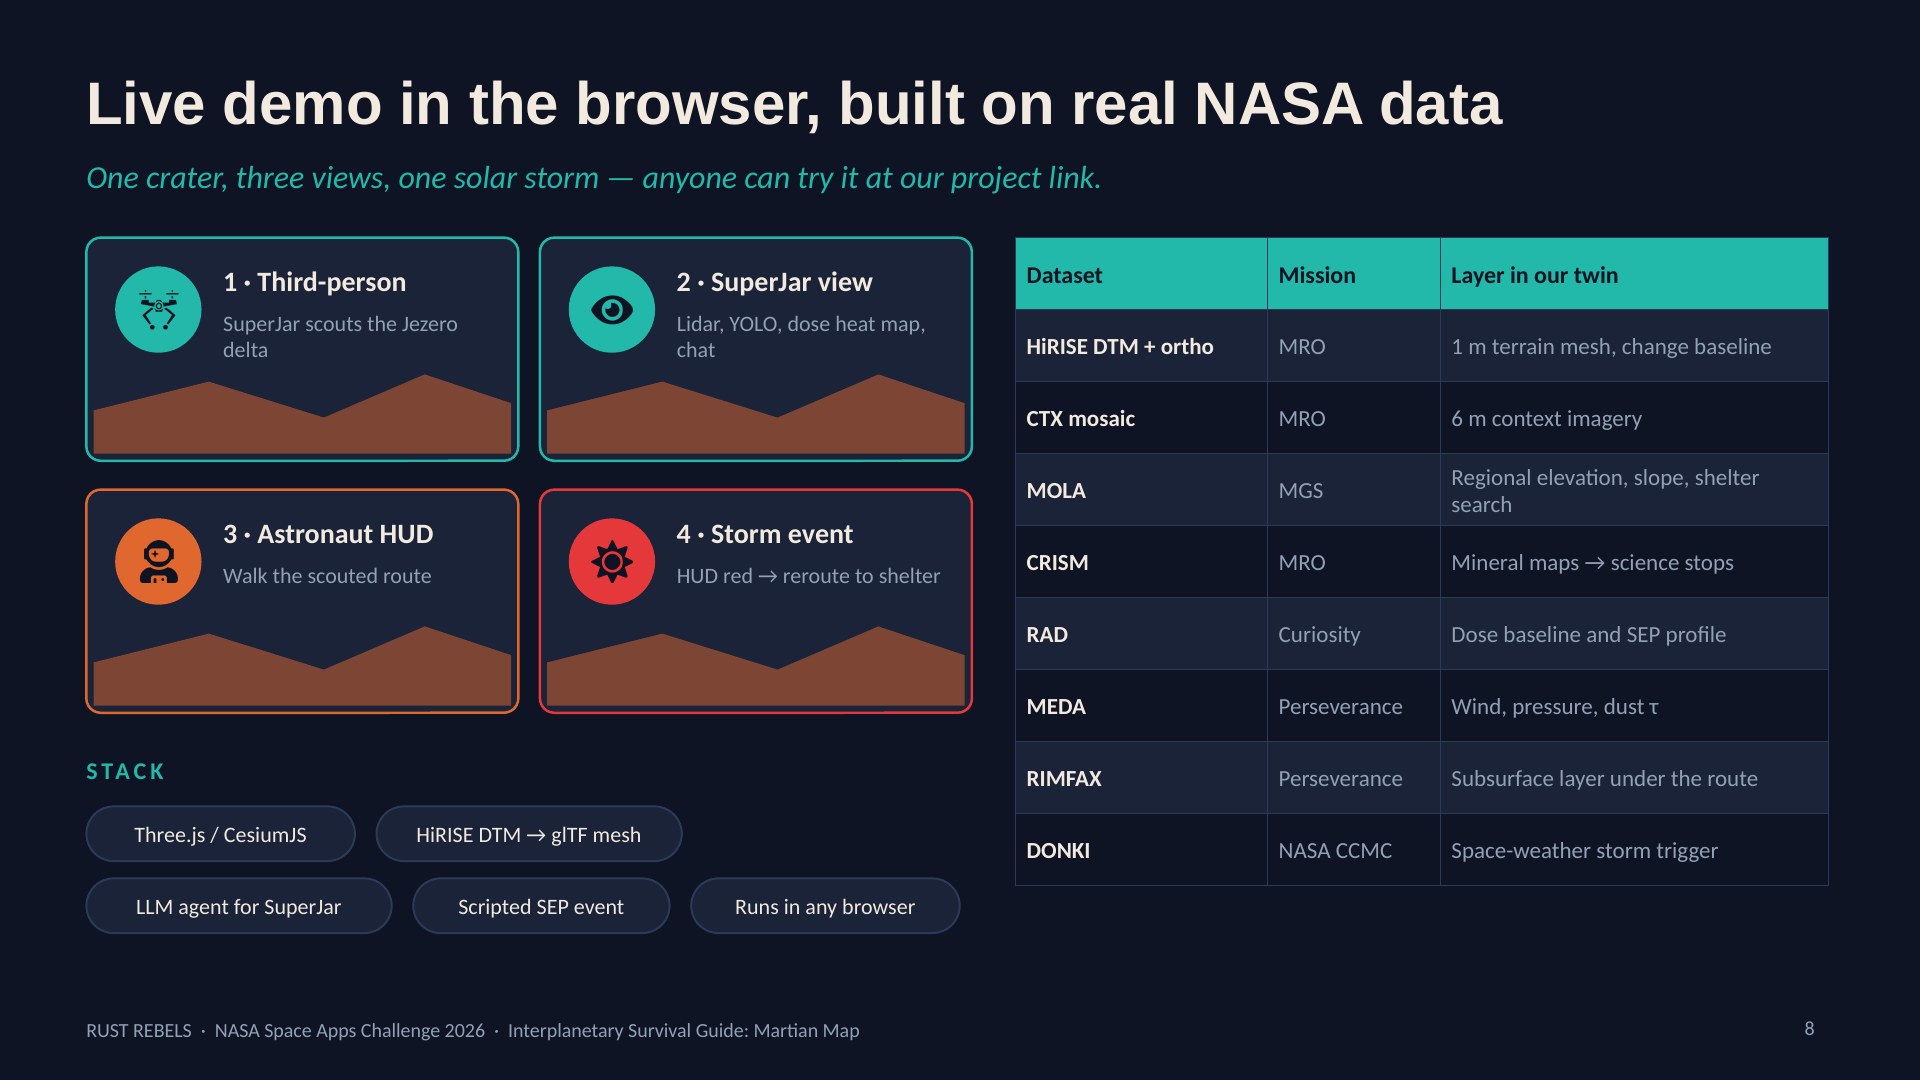 Live demo in the browser, built on real NASA data
One crater, three views, one solar storm — anyone can try it at our project link.
1 · Third-person
SuperJar scouts the Jezero
delta
2 · SuperJar view
Lidar, YOLO, dose heat map,
chat
3 · Astronaut HUD
Walk the scouted route
4 · Storm event
HUD red → reroute to shelter
STACK
Three.js / CesiumJS
HiRISE DTM → glTF mesh
LLM agent for SuperJar
Scripted SEP event
Runs in any browser
Dataset Mission Layer in our twin
HiRISE DTM + ortho MRO 1 m terrain mesh, change baseline
CTX mosaic MRO 6 m context imagery
MOLA MGS Regional elevation, slope, shelter
search
CRISM MRO Mineral maps → science stops
RAD Curiosity Dose baseline and SEP profile
MEDA Perseverance Wind, pressure, dust τ
RIMFAX Perseverance Subsurface layer under the route
DONKI NASA CCMC Space-weather storm trigger
RUST REBELS · NASA Space Apps Challenge 2026 · Interplanetary Survival Guide: Martian Map
8